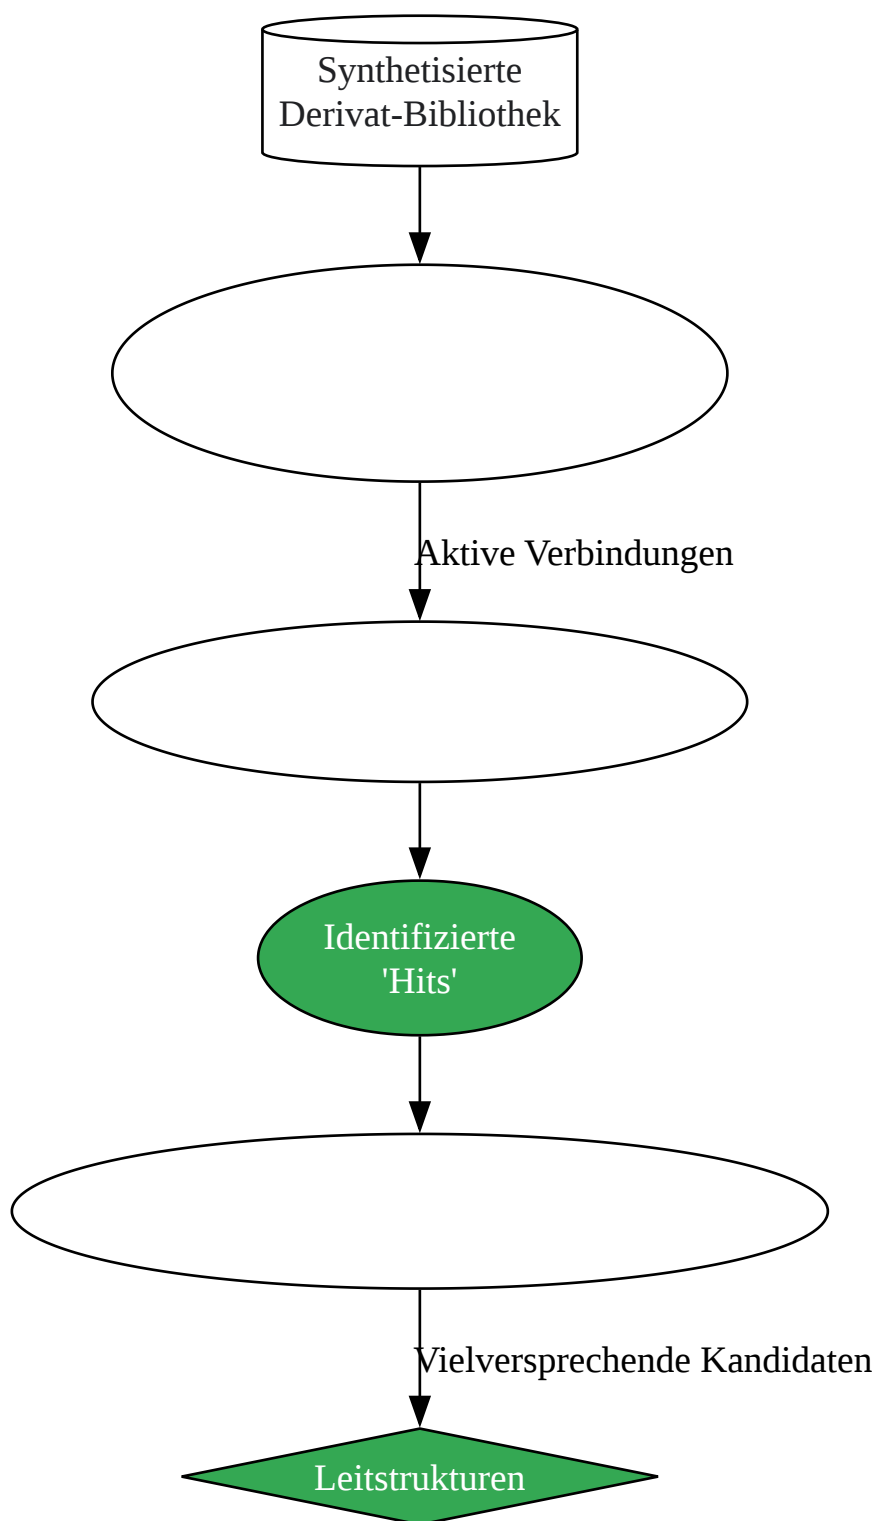 Synthetisierte
Derivat-Bibliothek
Aktive Verbindungen
Identifizierte
'Hits'
Vielversprechende Kandidaten
Leitstrukturen